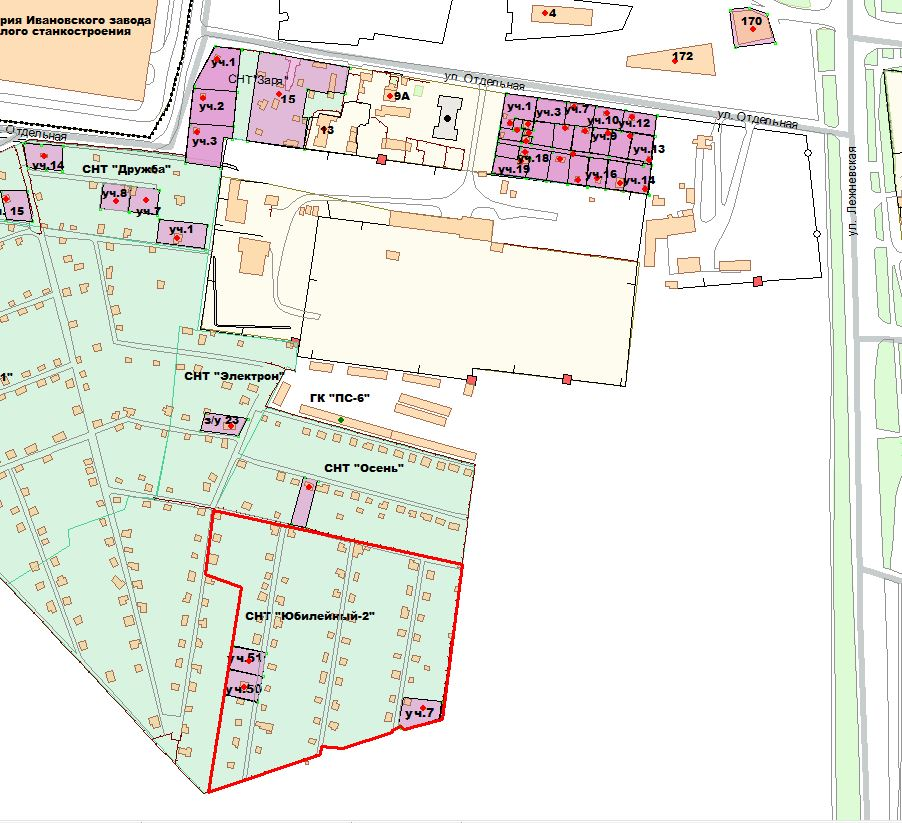 рия Ивановского завода
лого станкостроения
4
170
172
ул. Отдельная
уч.1
СНТ"Заря"
15
9А
уч.2
13
уч.3
уч.1
уч.3
уч.7
уч.10
уч.12
уч.9
уч.13
уч.18
уч.19
уч.16
уч.14
ул. Отдельная
Отдельная
уч.14
СНТ "Дружба"
уч.8
уч.7
. 15
уч.1
ул. Лежневская
1"
СНТ "Электрон"
ГК "ПС-6"
з/у 23
СНТ "Осень"
СНТ "Юбилейный-2"
уч.51
уч.50
уч.7